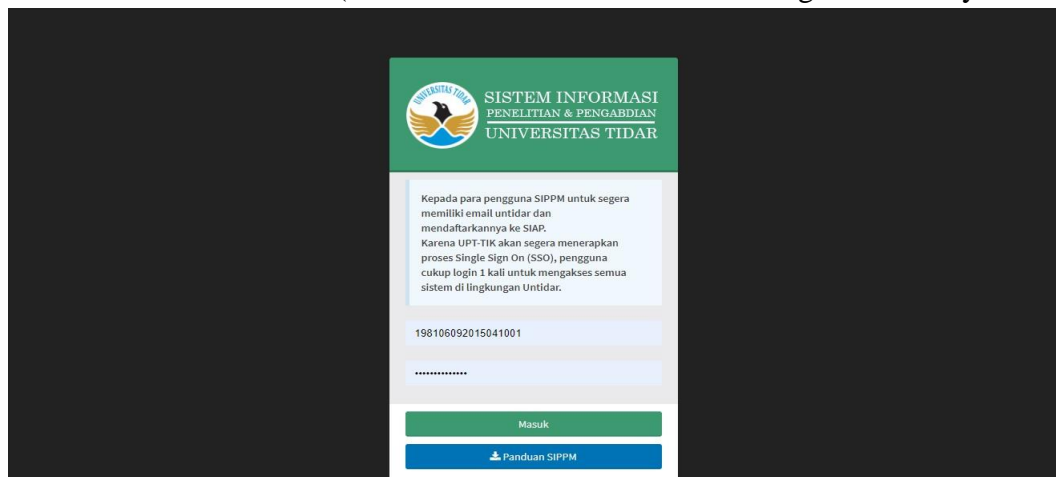 UNIVERSITAS TIDAR
SISTEM INFORMASI
PENELITIAN & PENGABDIAN
UNIVERSITAS TIDAR
Kepada para pengguna SIPPM untuk segera
memiliki email untidar dan
mendaftarkannya ke SIAP.
Karena UPT-TIK akan segera menerapkan
proses Single Sign On (SSO), pengguna
cukup login 1 kali untuk mengakses semua
sistem di lingkungan Untidar.
198106092015041001
••••••••••••••
Masuk
Panduan SIPPM